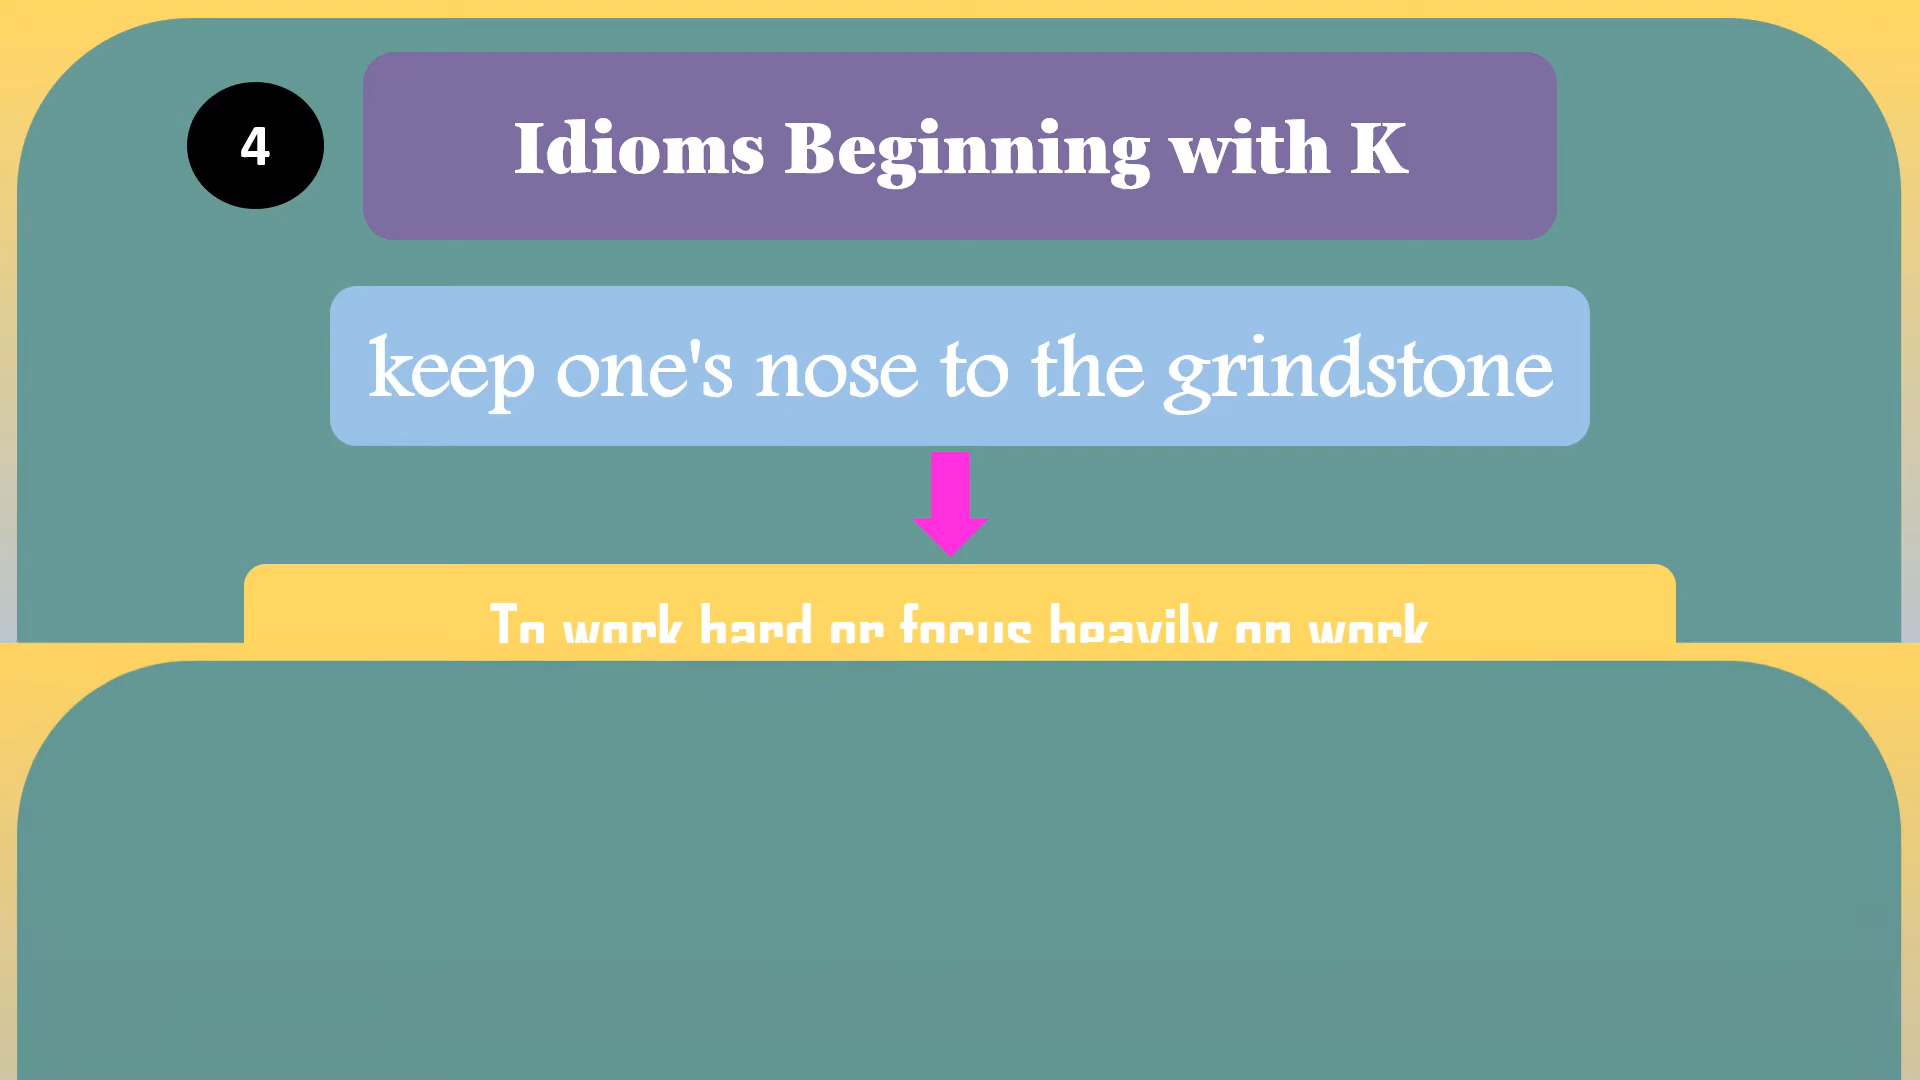 4
Idioms Beginning with K
keep one's nose to the grindstone
To work hard or focus heavily on work